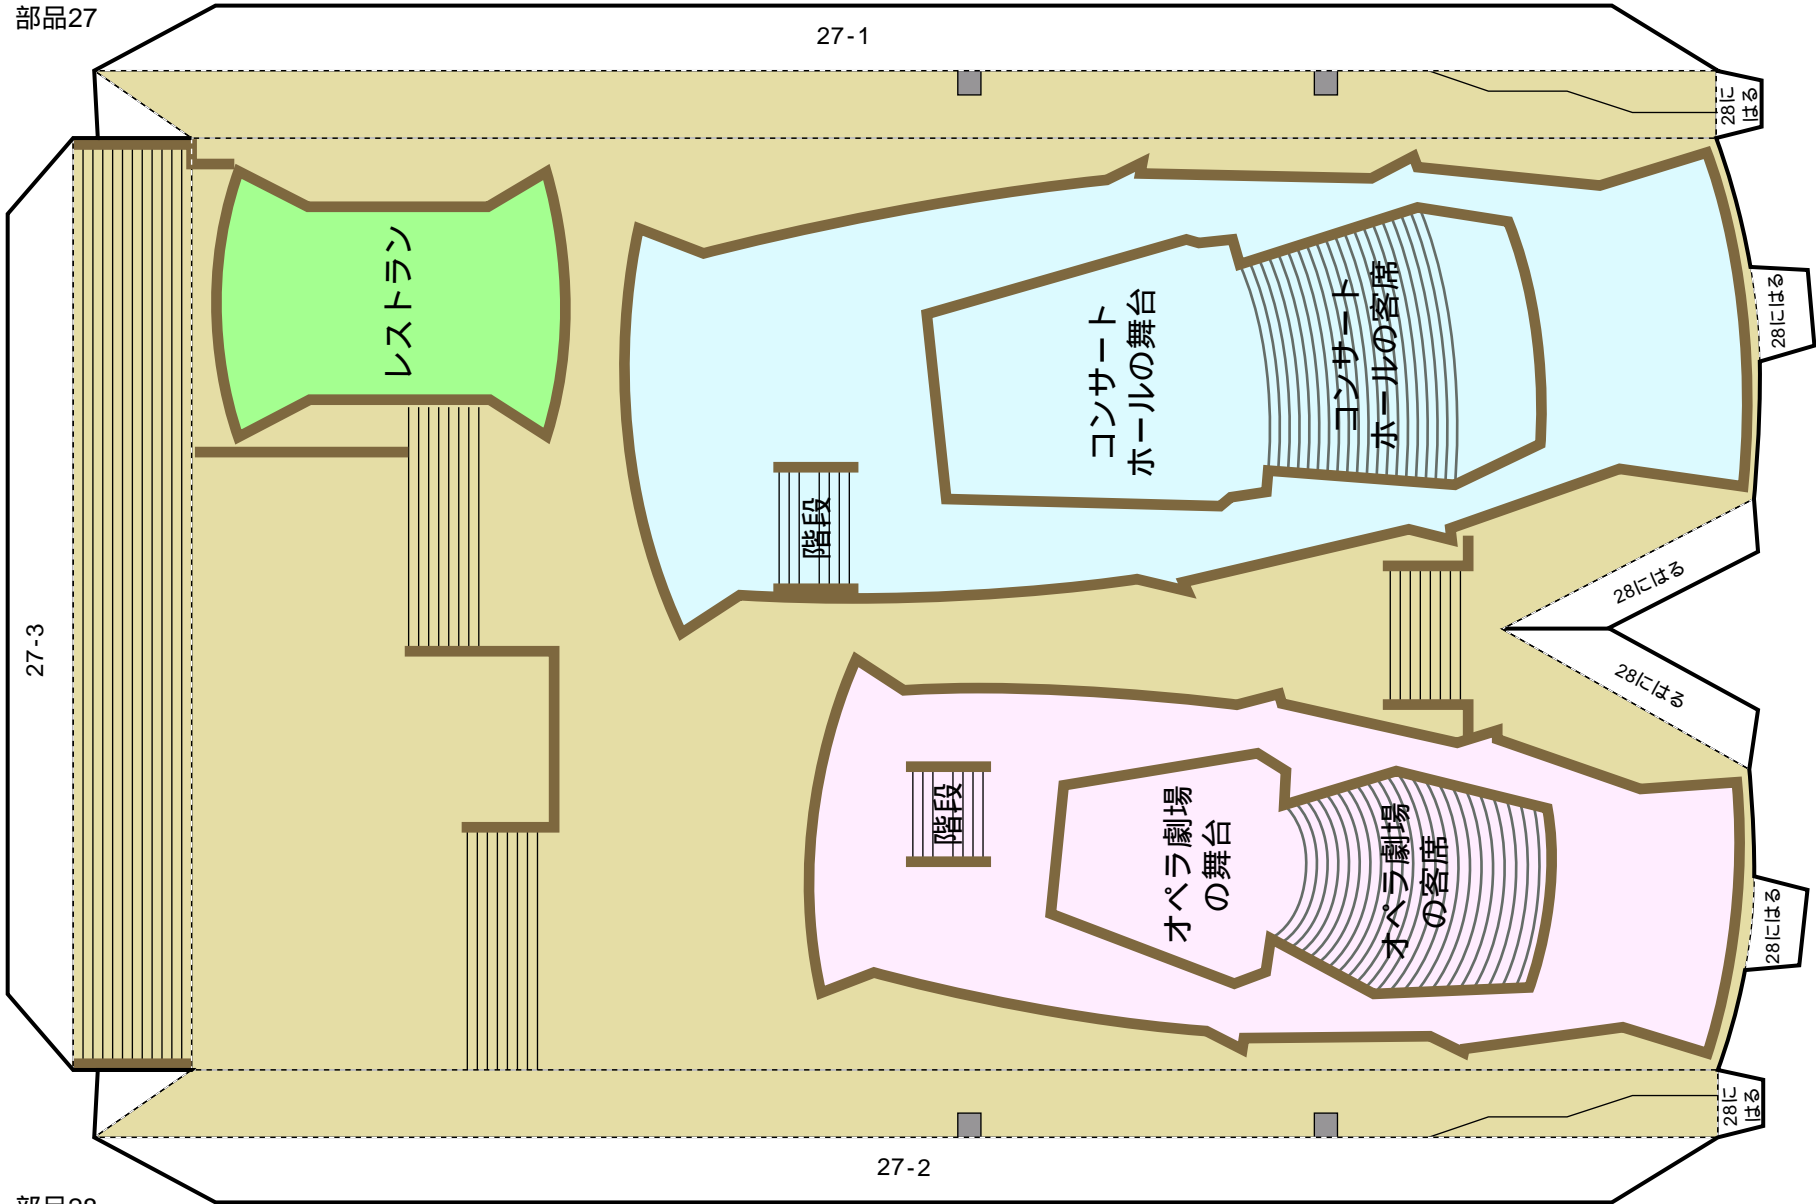 部品27
27-1
28に
はる
レストラン
コンサート
ホールの舞台
コンサート
ホールの客席
28にはる
階段
28にはる
27-3
28にはる
階段
オペラ劇場
の舞台
オペラ劇場
の客席
28にはる
28に
はる
27-2
部品28